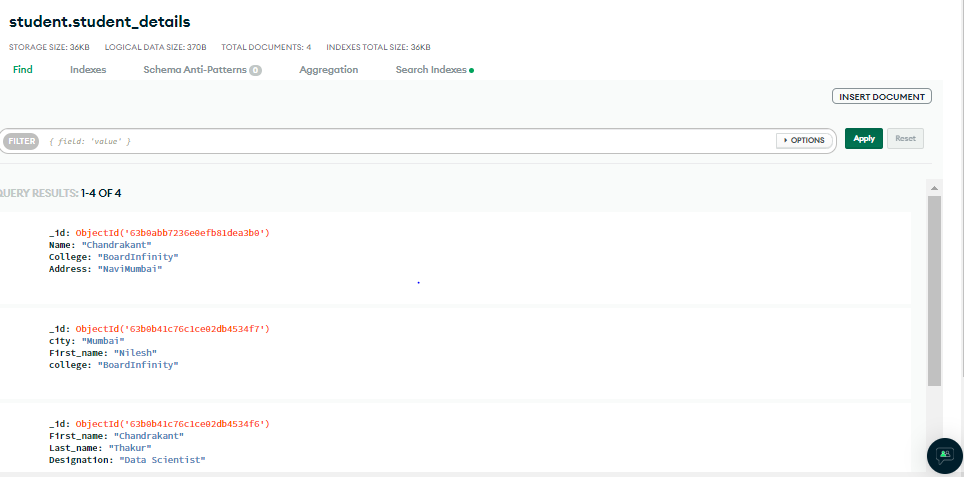 student.student_details
STORAGE SIZE: 36KB LOGICAL DATA SIZE: 370B TOTAL DOCUMENTS: 4 INDEXES TOTAL SIZE: 36KB
Find Indexes Schema Anti-Patterns 0 Aggregation Search Indexes
INSERT DOCUMENT
FILTER { field: 'value' } OPTIONS Apply Reset
QUERY RESULTS: 1-4 OF 4
_id: ObjectId('63b0abb7236e0efb81dea3b0')
Name: "Chandrakant"
College: "BoardInfinity"
Address: "NaviMumbai"
_id: ObjectId('63b0b41c76c1ce02db4534f7')
city: "Mumbai"
First_name: "Nilesh"
college: "BoardInfinity"
_id: ObjectId('63b0b41c76c1ce02db4534f6')
First_name: "Chandrakant"
Last_name: "Thakur"
Designation: "Data Scientist"